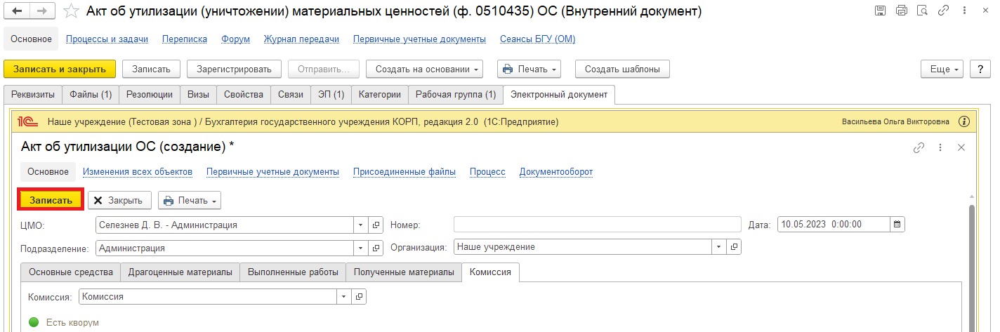 Акт об утилизации (уничтожении) материальных ценностей (ф. 0510435) ОС (Внутренний документ)
Основное Процессы и задачи Переписка Форум Журнал передачи Первичные учетные документы Сеансы БГУ (ОМ)
Записать и закрыть Записать Зарегистрировать Отправить... Создать на основании Печать Создать шаблоны Еще ?
Реквизиты Файлы (1) Резолюции Визы Свойства Связи ЭП (1) Категории Рабочая группа (1) Электронный документ
1С Наше учреждение (Тестовая зона ) / Бухгалтерия государственного учреждения КОРП, редакция 2.0 (1С:Предприятие) Васильева Ольга Викторовна
Акт об утилизации ОС (создание) *
Основное Изменения всех объектов Первичные учетные документы Присоединенные файлы Процесс Документооборот
Записать Закрыть Печать
ЦМО: Селезнев Д. В. - Администрация Номер: Дата: 10.05.2023 0:00:00
Подразделение: Администрация Организация: Наше учреждение
Основные средства Драгоценные материалы Выполненные работы Полученные материалы Комиссия
Комиссия: Комиссия
Есть кворум